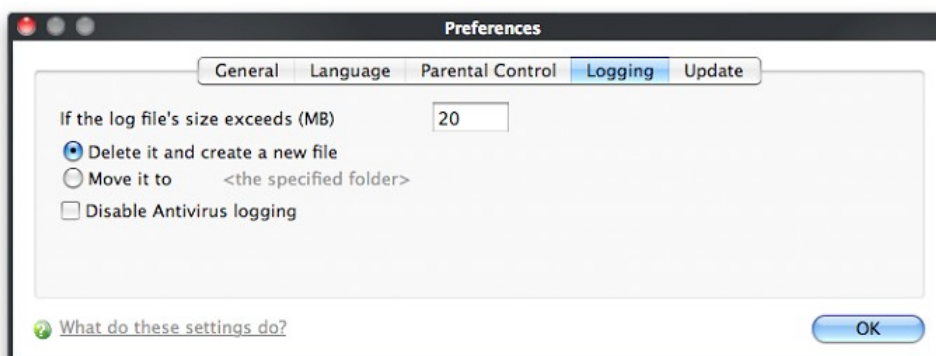 Preferences
General Language Parental Control Logging Update
If the log file's size exceeds (MB) 20
Delete it and create a new file
Move it to <the specified folder>
Disable Antivirus logging
What do these settings do?
OK